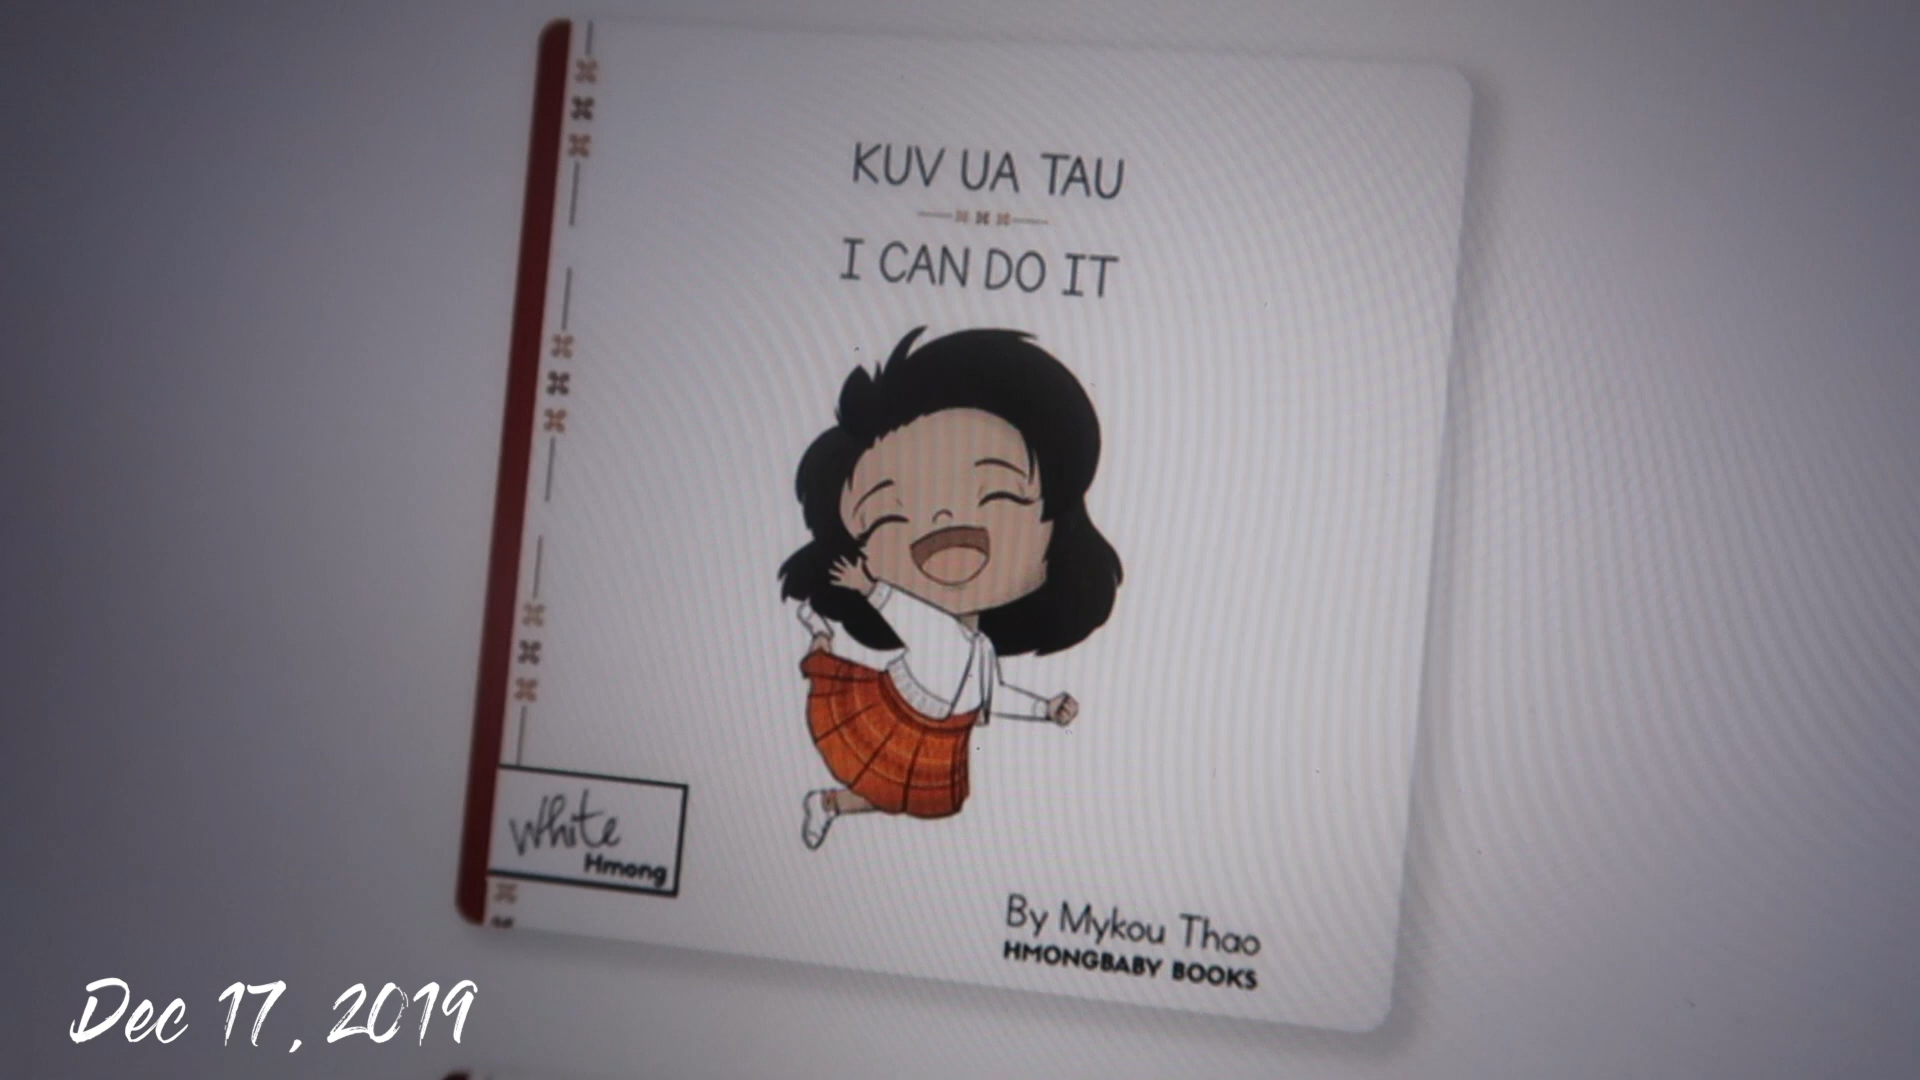 KUV UA TAU
I CAN DO IT
White
Hmong
By Mykou Thao
HMONGBABY BOOKS
Dec 17, 2019